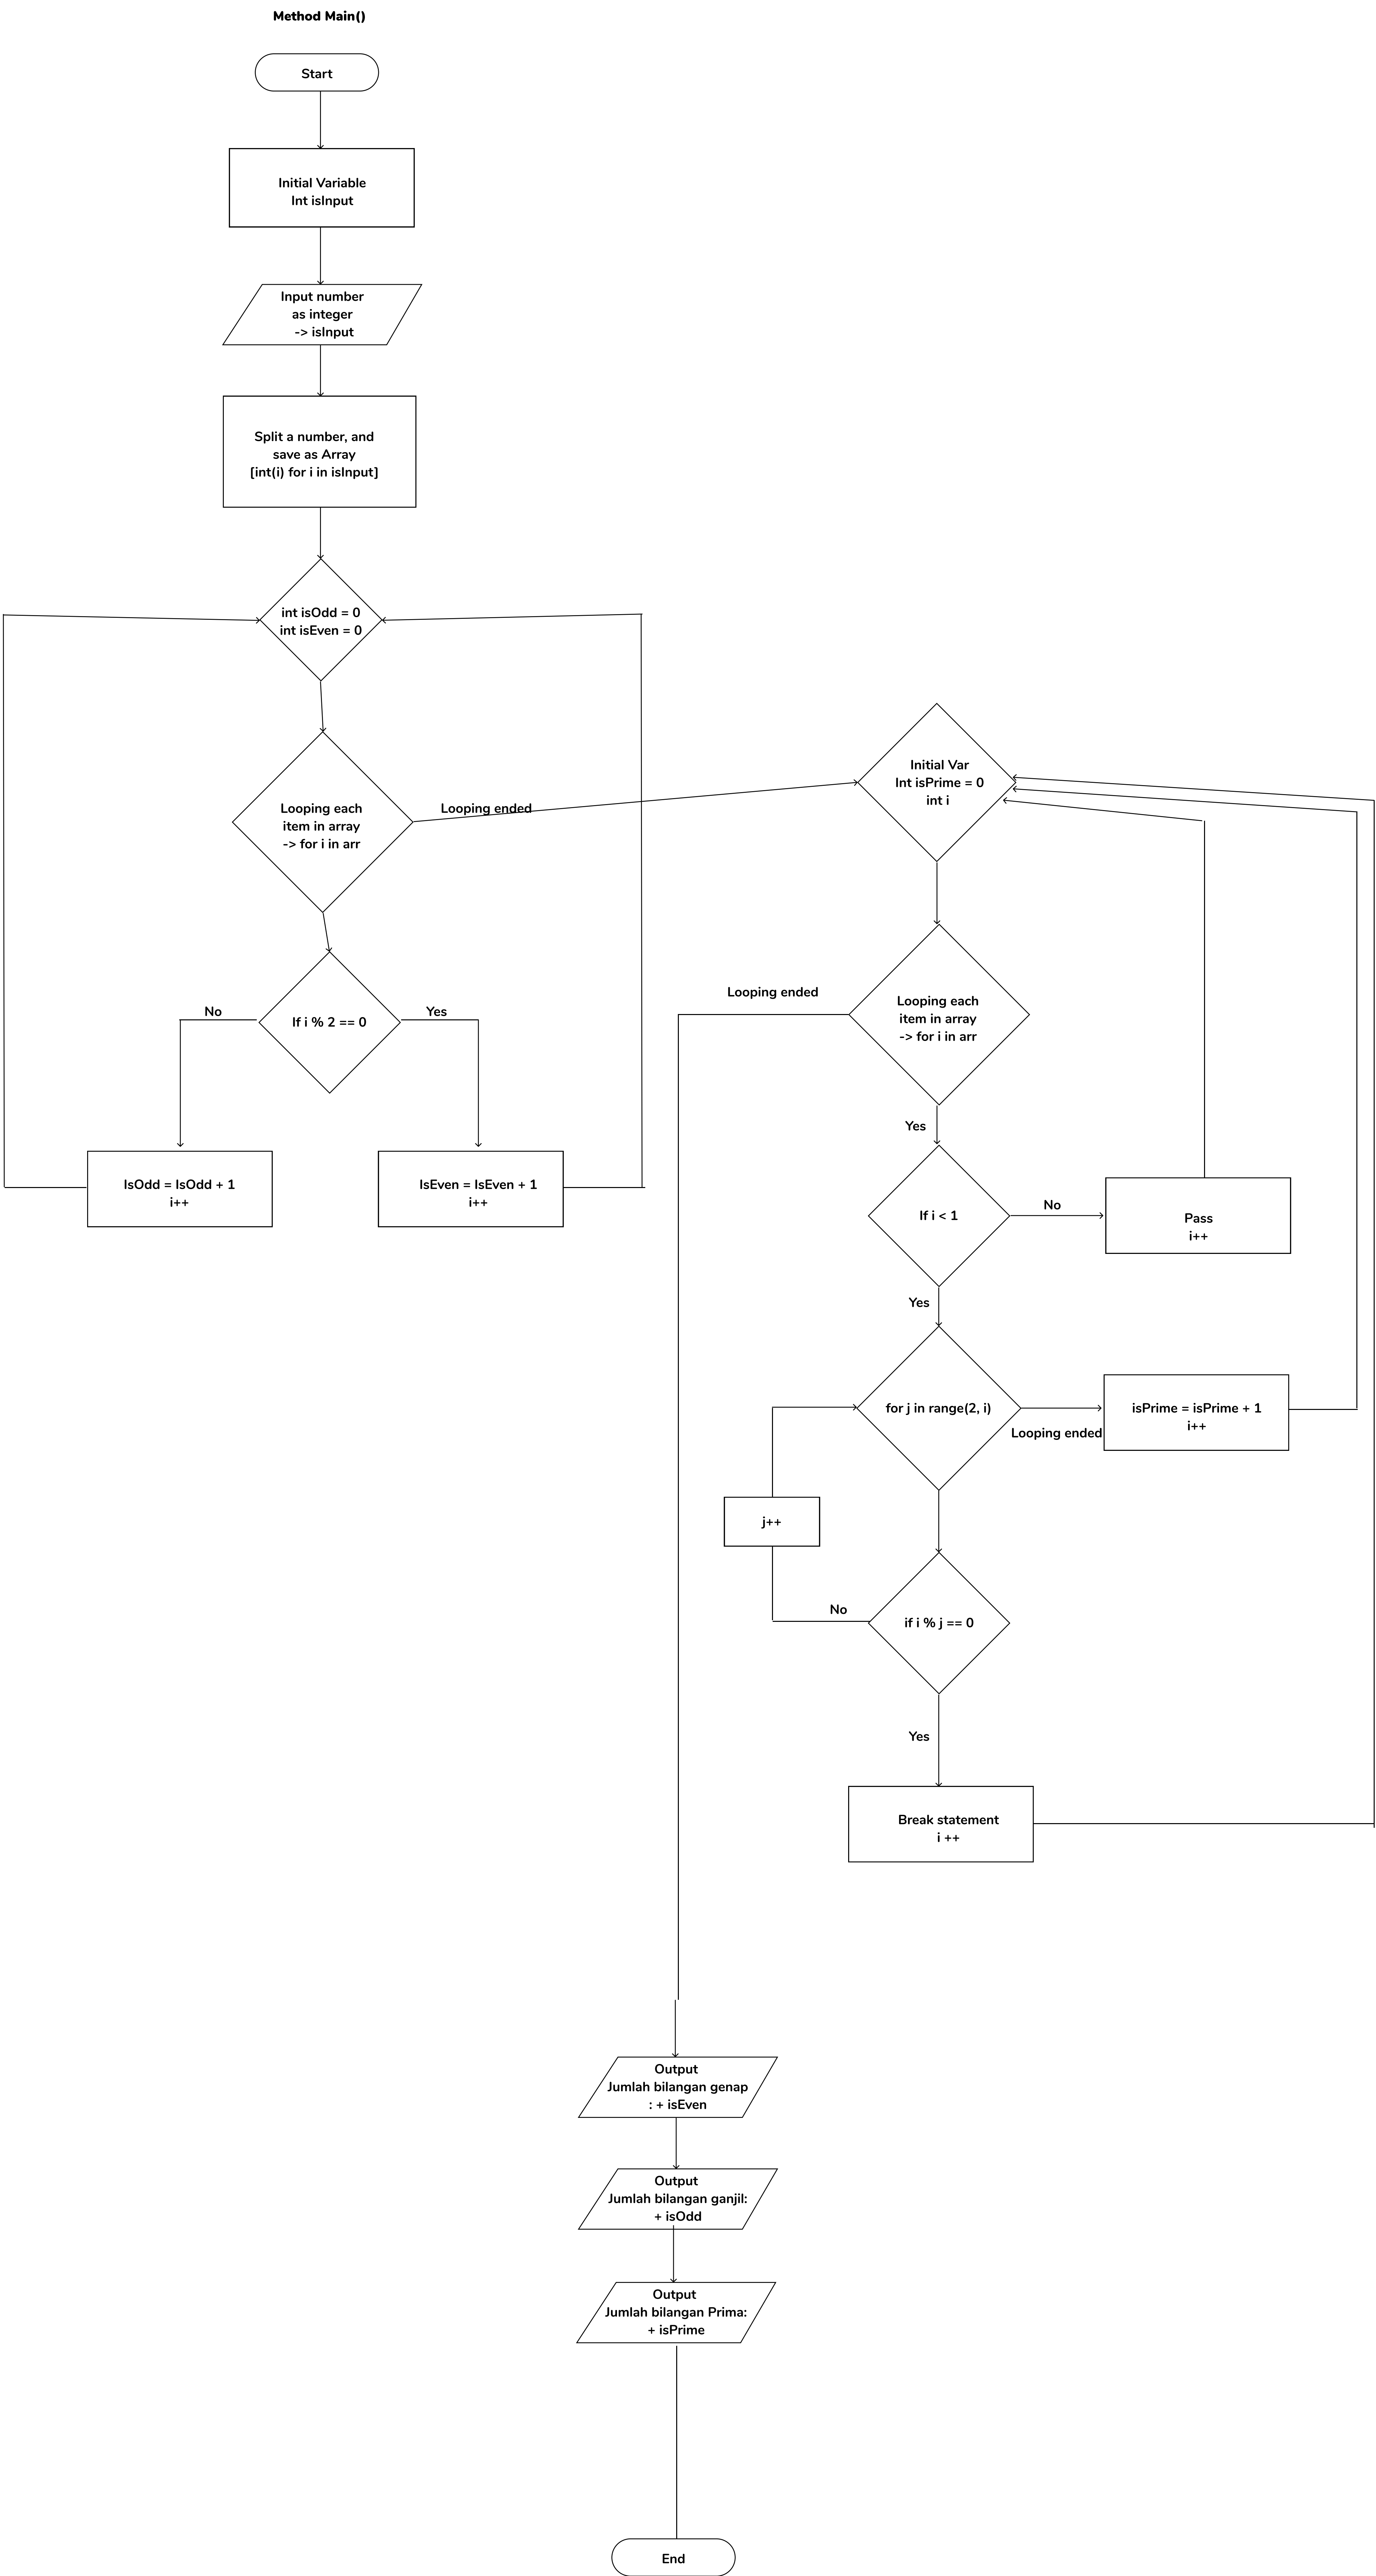 Method Main()
Start
Initial Variable
Int isInput
Input number
as integer
-> isInput
Split a number, and
save as Array
[int(i) for i in isInput]
int isOdd = 0
int isEven = 0
Looping each
item in array
-> for i in arr
Looping ended
If i % 2 == 0
No
Yes
IsOdd = IsOdd + 1
i++
IsEven = IsEven + 1
i++
Initial Var
Int isPrime = 0
int i
Looping ended
Looping each
item in array
-> for i in arr
Yes
If i < 1
No
Pass
i++
Yes
for j in range(2, i)
Looping ended
isPrime = isPrime + 1
i++
j++
No
if i % j == 0
Yes
Break statement
i ++
Output
Jumlah bilangan genap
: + isEven
Output
Jumlah bilangan ganjil:
+ isOdd
Output
Jumlah bilangan Prima:
+ isPrime
End